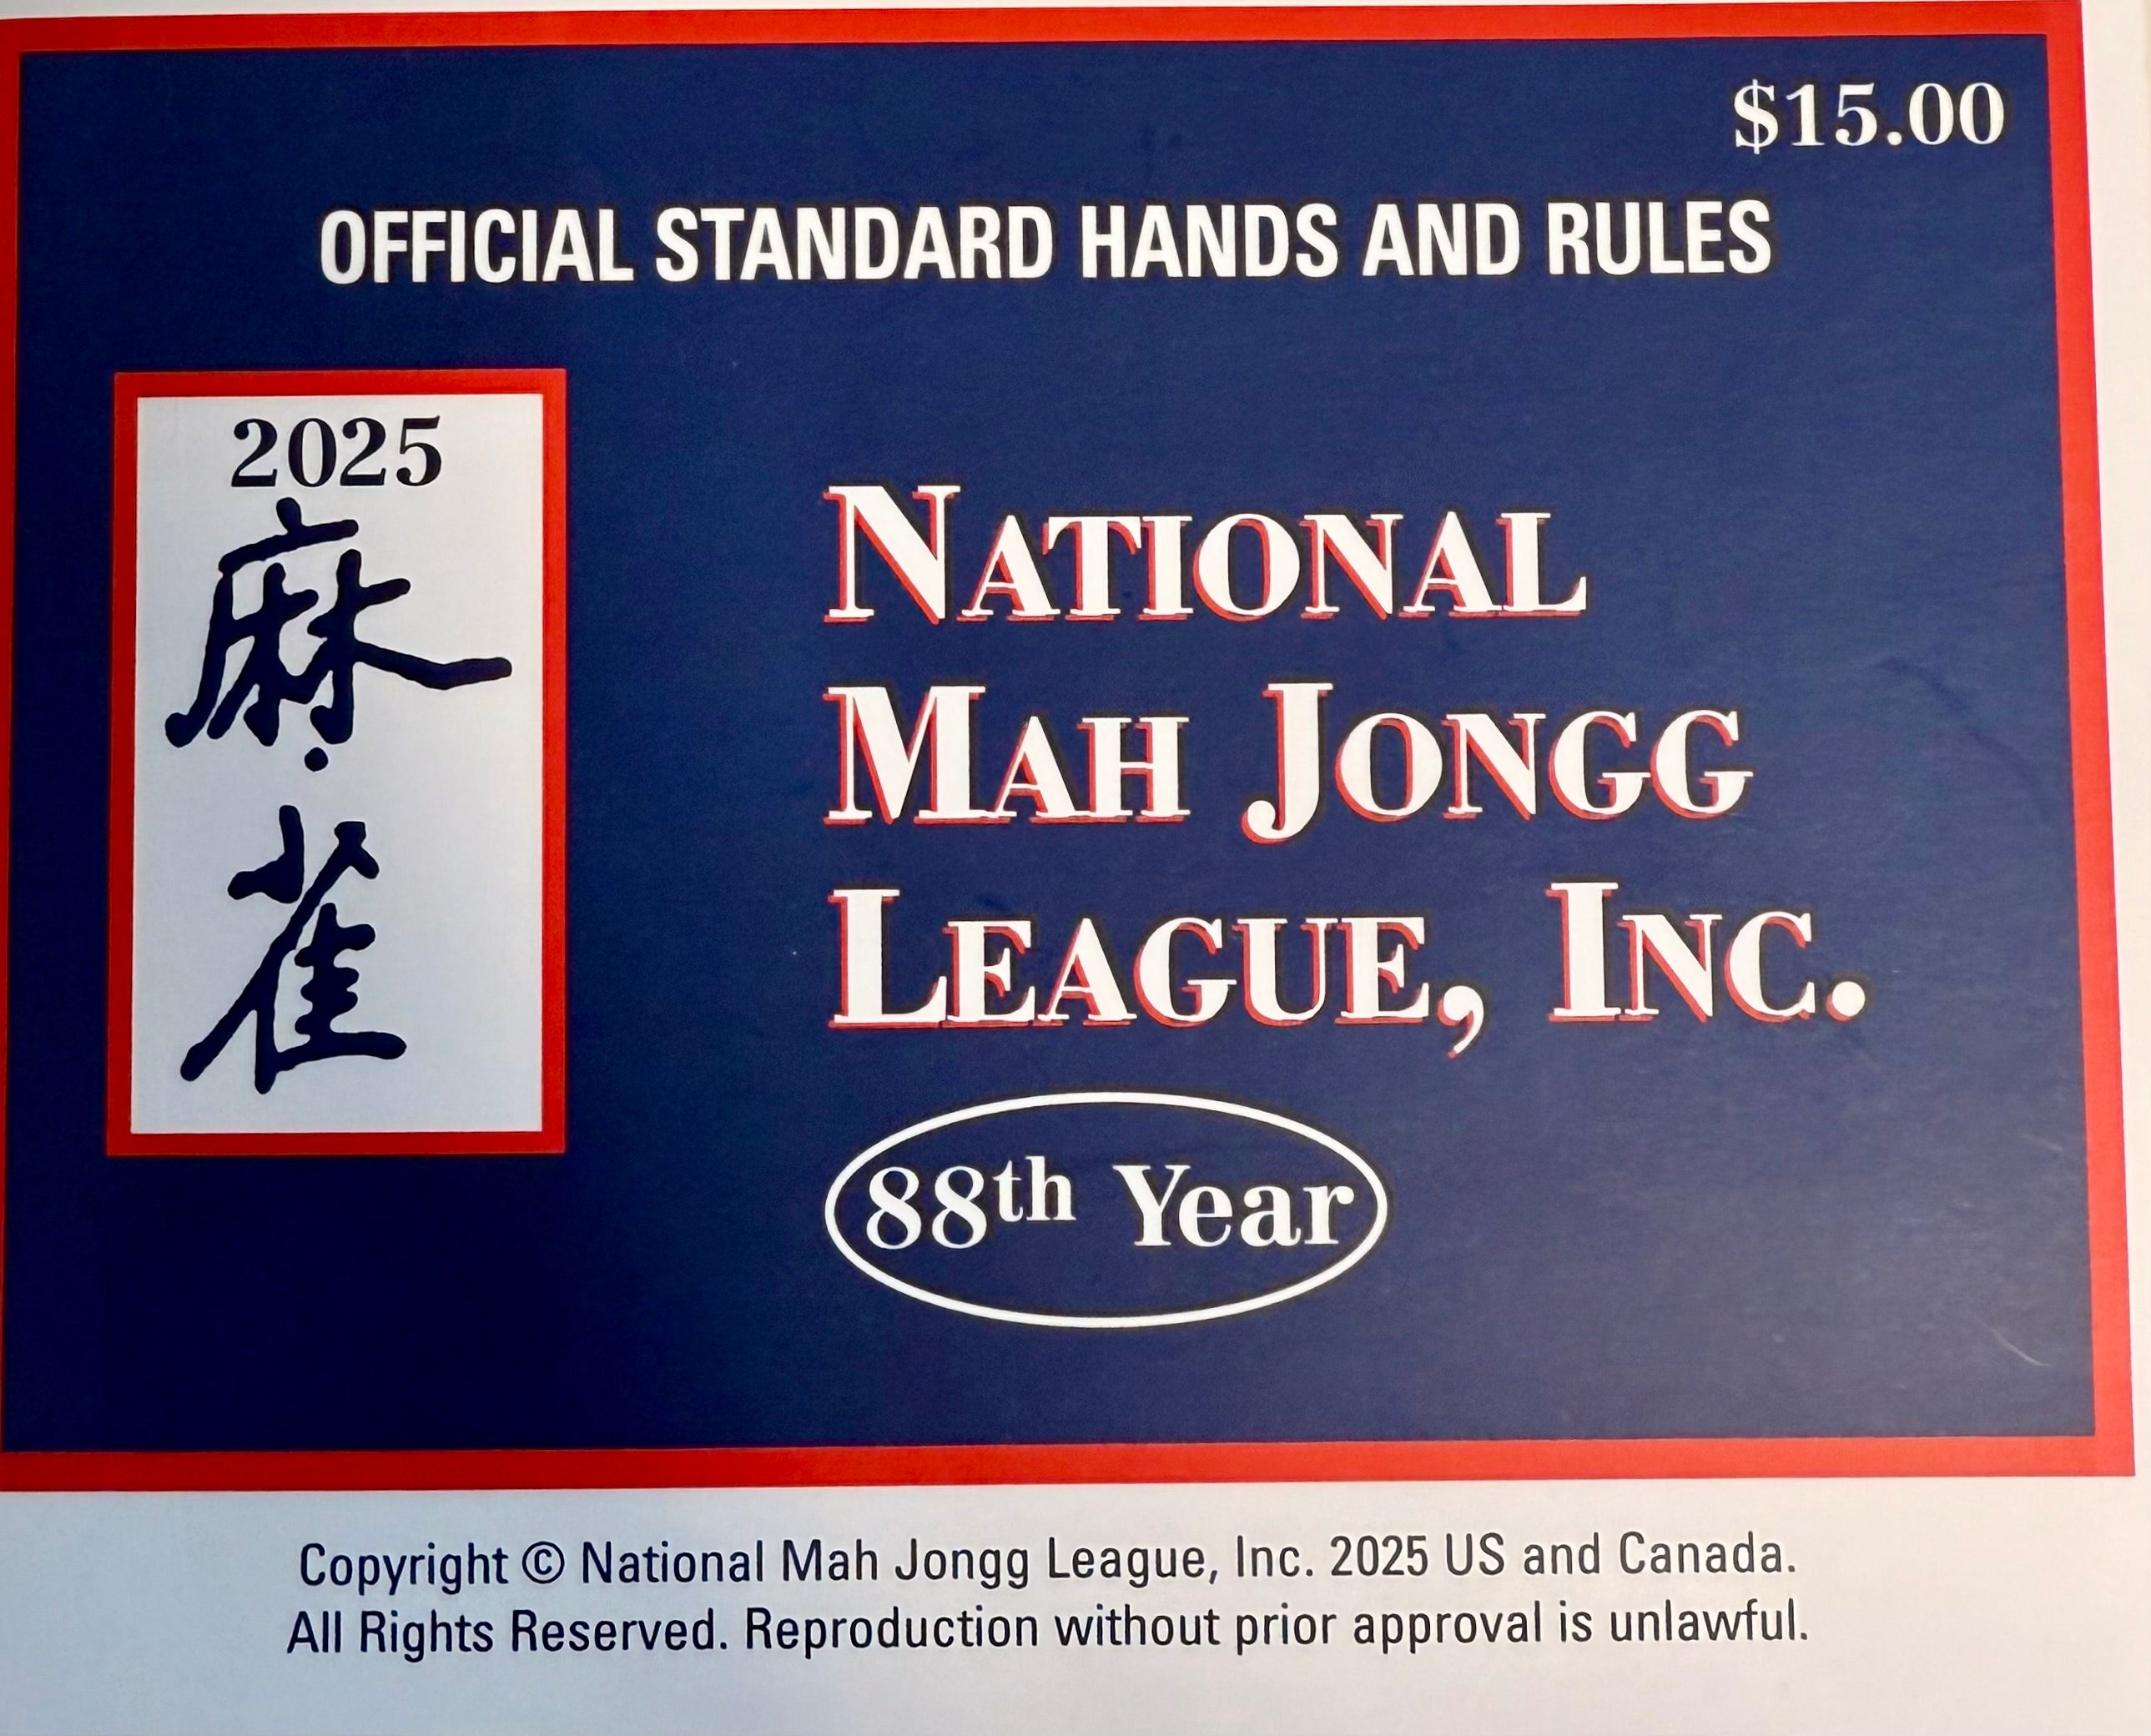 $15.00
OFFICIAL STANDARD HANDS AND RULES
2025
麻
雀
NATIONAL
MAH JONGG
LEAGUE, INC.
88th Year
Copyright © National Mah Jongg League, Inc. 2025 US and Canada.
All Rights Reserved. Reproduction without prior approval is unlawful.